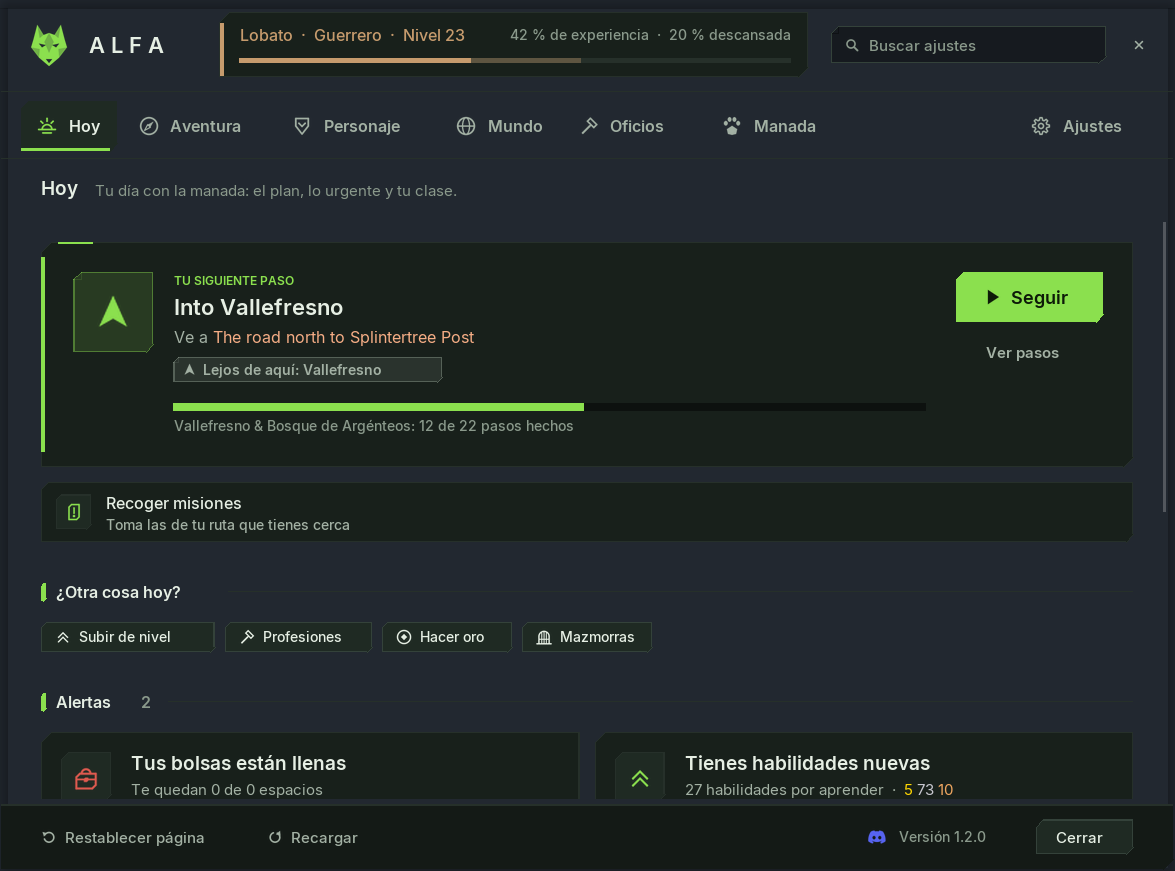 ALFA
Lobato · Guerrero · Nivel 23
42 % de experiencia · 20 % descansada
Buscar ajustes
Hoy
Aventura
Personaje
Mundo
Oficios
Manada
Ajustes
Hoy Tu día con la manada: el plan, lo urgente y tu clase.
TU SIGUIENTE PASO
Into Vallefresno
Ve a The road north to Splintertree Post
Lejos de aquí: Vallefresno
Vallefresno & Bosque de Argénteos: 12 de 22 pasos hechos
Seguir
Ver pasos
Recoger misiones
Toma las de tu ruta que tienes cerca
¿Otra cosa hoy?
Subir de nivel
Profesiones
Hacer oro
Mazmorras
Alertas 2
Tus bolsas están llenas
Te quedan 0 de 0 espacios
Tienes habilidades nuevas
27 habilidades por aprender · 5 73 10
Restablecer página
Recargar
Versión 1.2.0
Cerrar